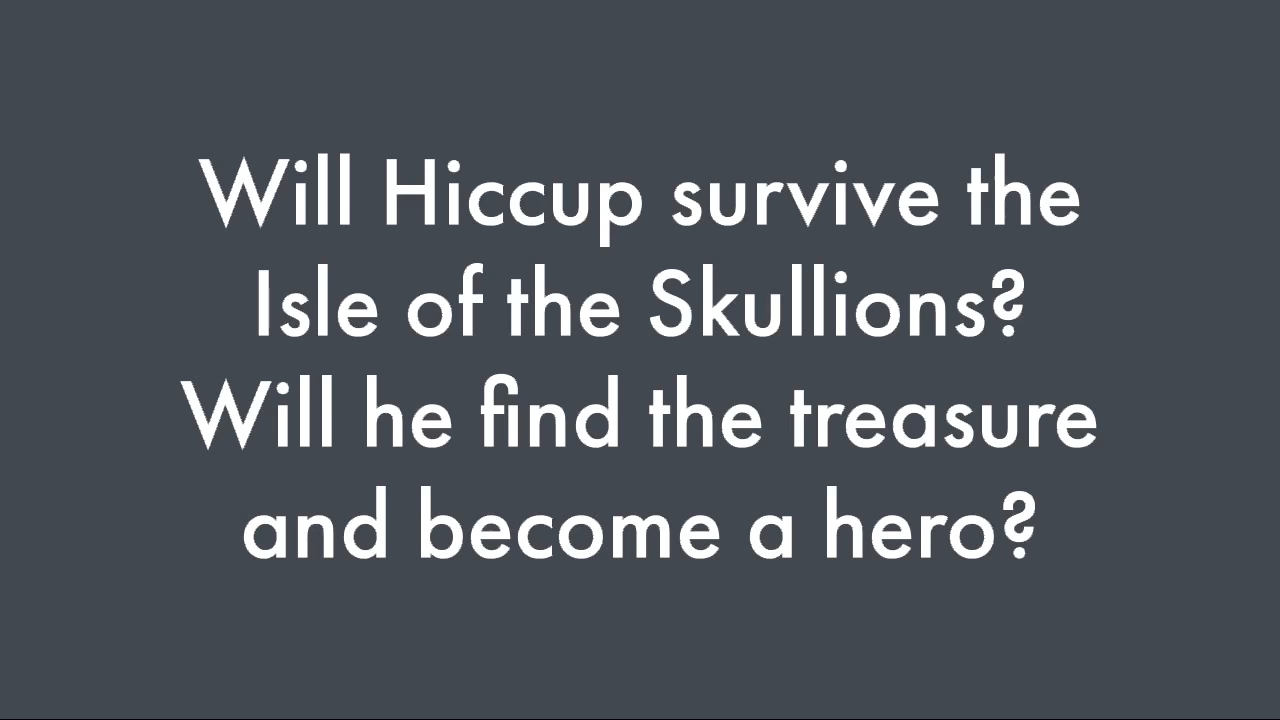 Will Hiccup survive the
Isle of the Skullions?
Will he find the treasure
and become a hero?